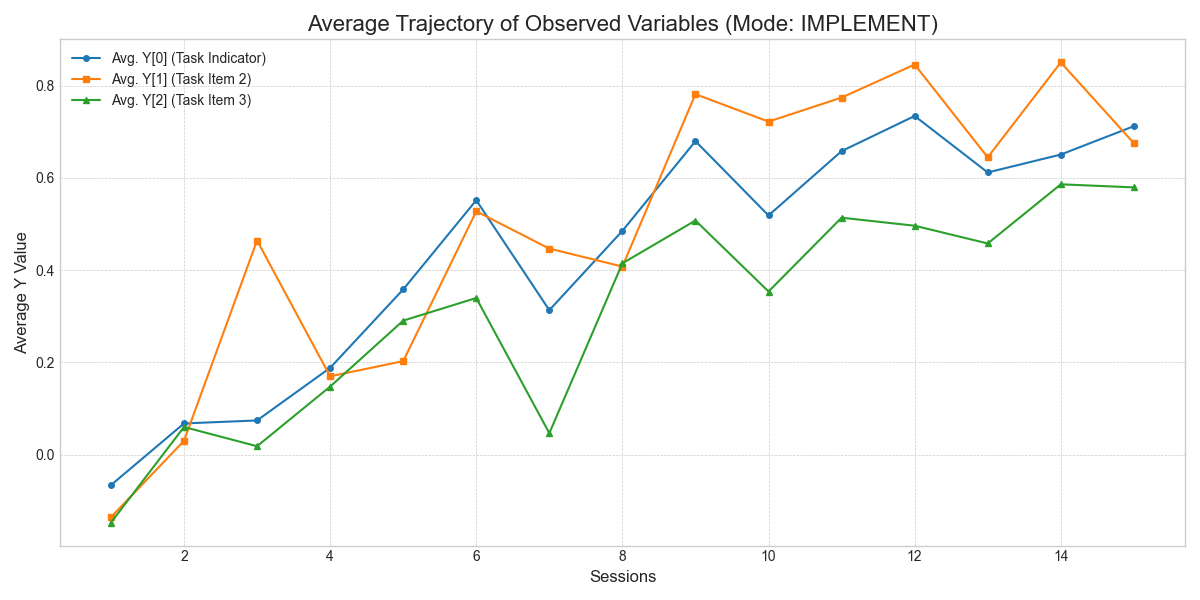 Average Trajectory of Observed Variables (Mode: IMPLEMENT)
Avg. Y[0] (Task Indicator)
Avg. Y[1] (Task Item 2)
Avg. Y[2] (Task Item 3)
Average Y Value
0.8
0.6
0.4
0.2
0.0
2 4 6 8 10 12 14
Sessions